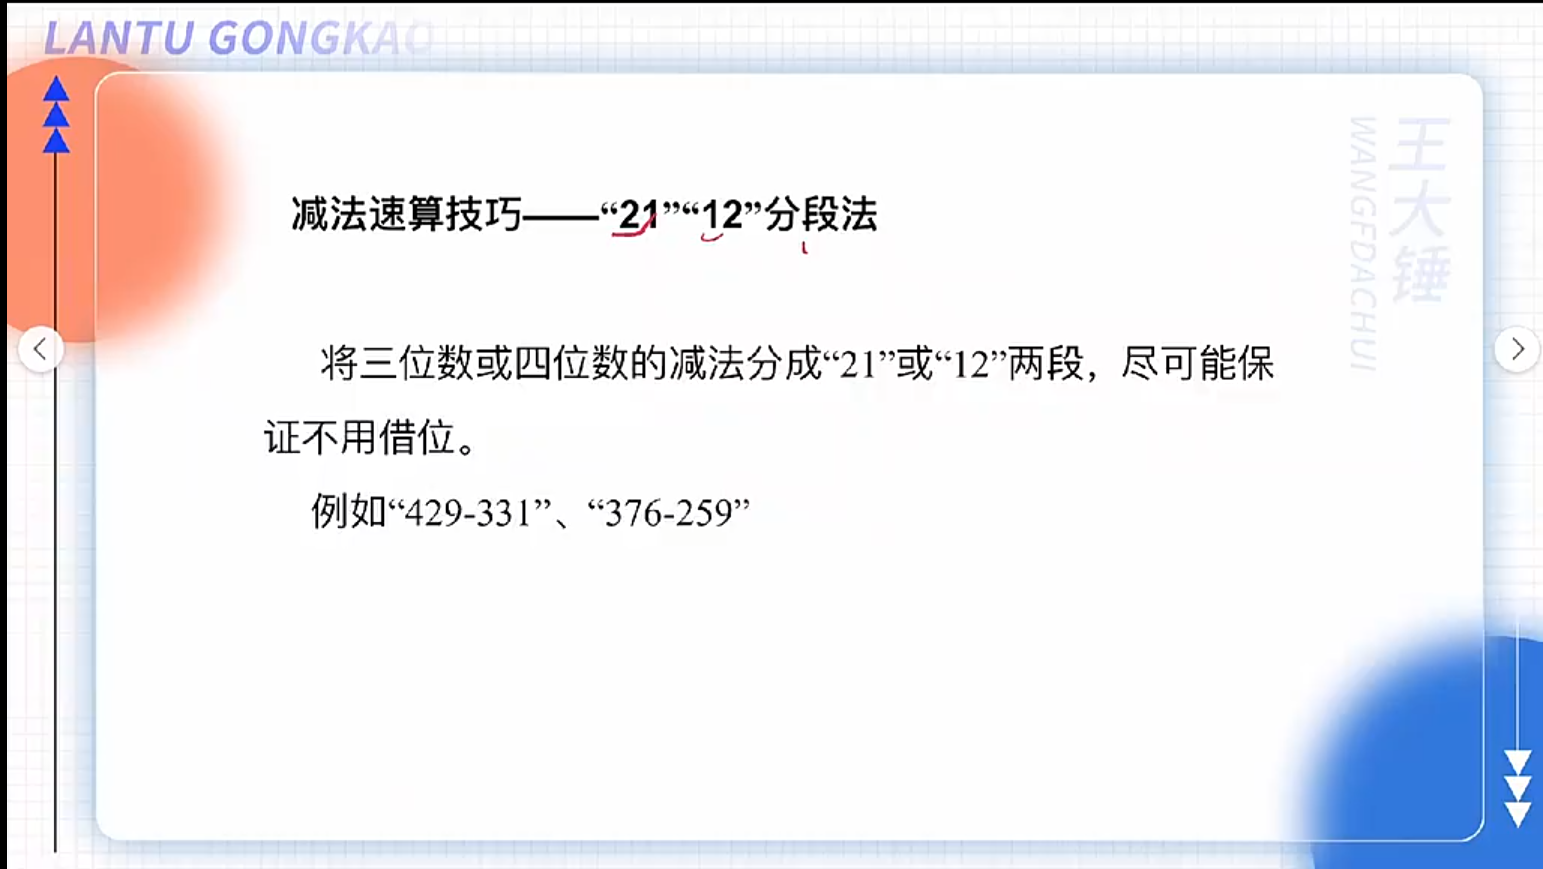 LANTU GONGKAO
王大锤
WANGFDACHUI
减法速算技巧——“21”“12”分段法
将三位数或四位数的减法分成“21”或“12”两段，尽可能保
证不用借位。
例如“429-331”、“376-259”